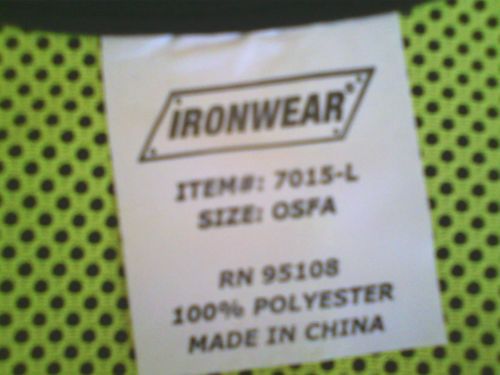 IRONWEAR®
ITEM#: 7015-L
SIZE: OSFA
RN 95108
100% POLYESTER
MADE IN CHINA